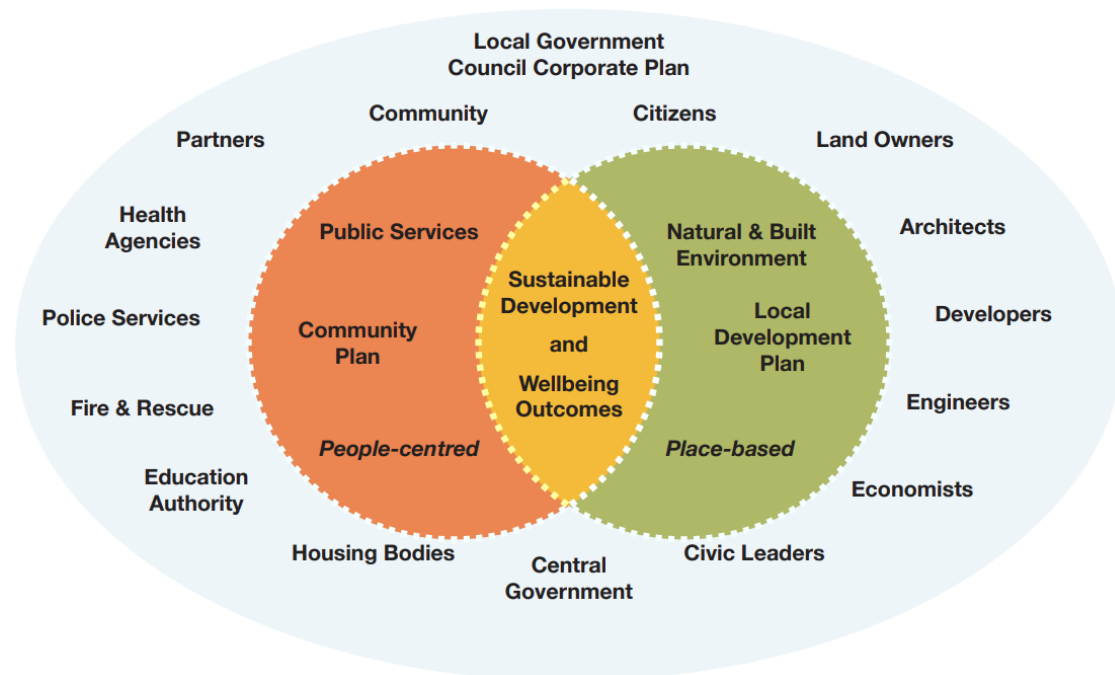 Local Government
Council Corporate Plan
Community
Citizens
Partners
Land Owners
Health
Agencies
Architects
Public Services
Natural & Built
Environment
Sustainable
Development
and
Wellbeing
Outcomes
Police Services
Developers
Community
Plan
Local
Development
Plan
Fire & Rescue
Engineers
People-centred
Place-based
Education
Authority
Economists
Housing Bodies
Civic Leaders
Central
Government